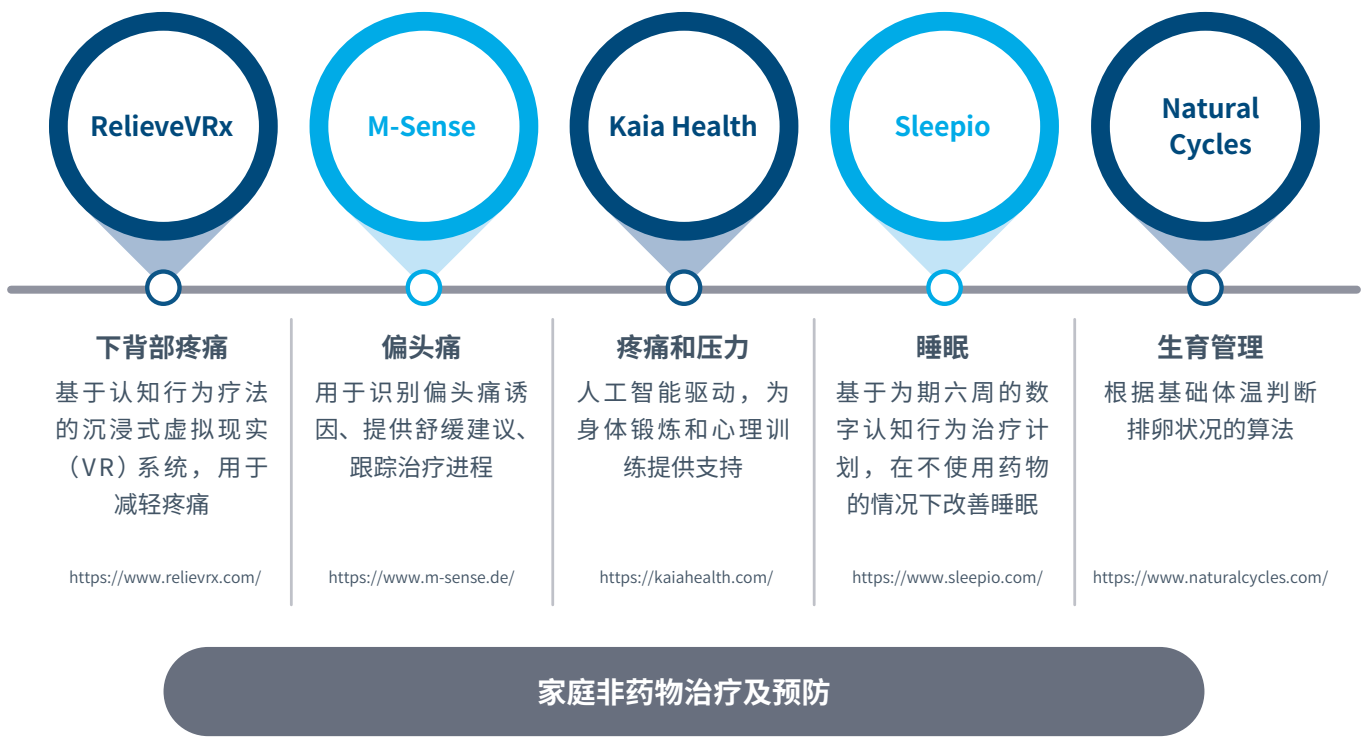 RelieveVRx
M-Sense
Kaia Health
Sleepio
Natural
Cycles
下背部疼痛
基于认知行为疗法
的沉浸式虚拟现实
（VR）系统，用于
减轻疼痛
https://www.relievrx.com/
偏头痛
用于识别偏头痛诱
因、提供舒缓建议、
跟踪治疗进程
https://www.m-sense.de/
疼痛和压力
人工智能驱动，为
身体锻炼和心理训
练提供支持
https://kaiahealth.com/
睡眠
基于为期六周的数
字认知行为治疗计
划，在不使用药物
的情况下改善睡眠
https://www.sleepio.com/
生育管理
根据基础体温判断
排卵状况的算法
https://www.naturalcycles.com/
家庭非药物治疗及预防